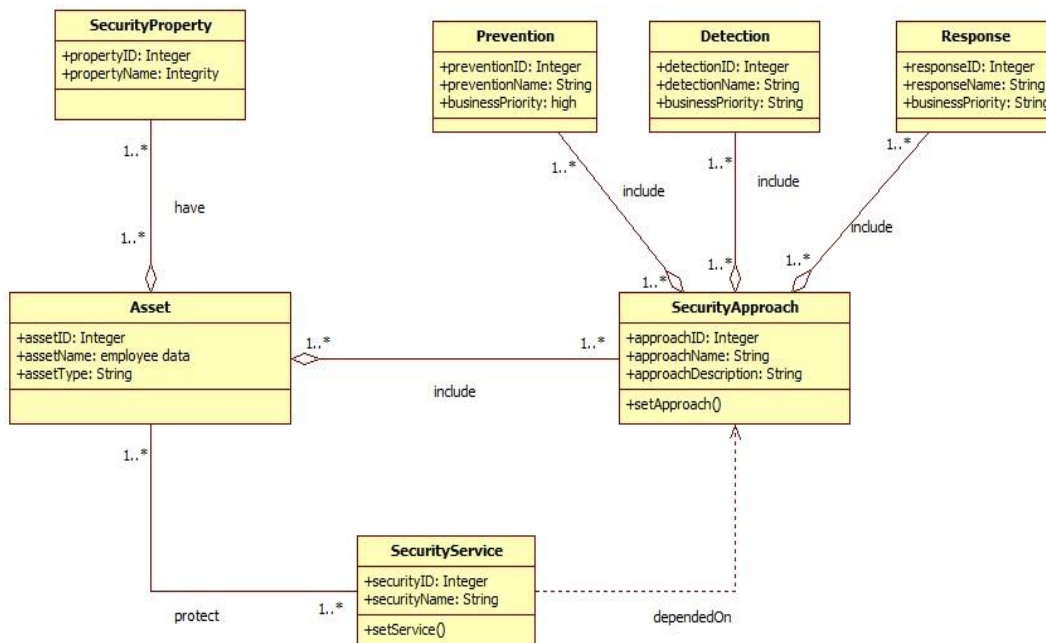 SecurityProperty
+propertyID: Integer
+propertyName: Integrity
Prevention
+preventionID: Integer
+preventionName: String
+businessPriority: high
Detection
+detectionID: Integer
+detectionName: String
+businessPriority: String
Response
+responseID: Integer
+responseName: String
+businessPriority: String
1..*
have
1..*
1..*
include
1..*
1..*
include
1..*
1..*
include
1..*
Asset
+assetID: Integer
+assetName: employee data
+assetType: String
1..*
include
1..*
SecurityApproach
+approachID: Integer
+approachName: String
+approachDescription: String
+setApproach()
1..*
protect
1..*
SecurityService
+securityID: Integer
+securityName: String
+setService()
dependedOn